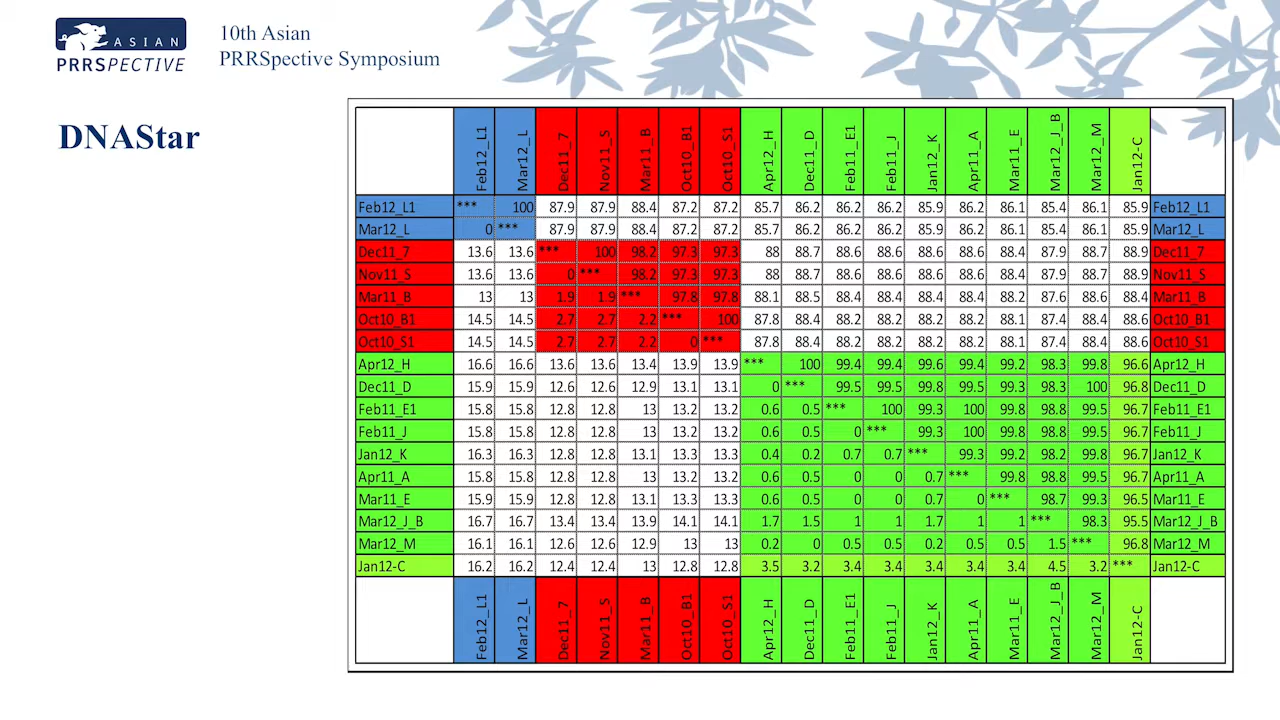 ASIAN
PRRSPECTIVE
10th Asian
PRRSpective Symposium
DNAStar
Feb12_L1 Mar12_L Dec11_7 Nov11_S Mar11_B Oct10_B1 Oct10_S1 Apr12_H Dec11_D Feb11_E1 Feb11_J Jan12_K Apr11_A Mar11_E Mar12_J_B Mar12_M Jan12-C
Feb12_L1 *** 100 87.9 87.9 88.4 87.2 87.2 85.7 86.2 86.2 86.2 85.9 86.2 86.1 85.4 86.1 85.9 Feb12_L1
Mar12_L 0 *** 87.9 87.9 88.4 87.2 87.2 85.7 86.2 86.2 86.2 85.9 86.2 86.1 85.4 86.1 85.9 Mar12_L
Dec11_7 13.6 13.6 *** 100 98.2 97.3 97.3 88 88.7 88.6 88.6 88.6 88.6 88.4 87.9 88.7 88.9 Dec11_7
Nov11_S 13.6 13.6 0 *** 98.2 97.3 97.3 88 88.7 88.6 88.6 88.6 88.6 88.4 87.9 88.7 88.9 Nov11_S
Mar11_B 13 13 1.9 1.9 *** 97.8 97.8 88.1 88.5 88.4 88.4 88.4 88.4 88.2 87.6 88.6 88.4 Mar11_B
Oct10_B1 14.5 14.5 2.7 2.7 2.2 *** 100 87.8 88.4 88.2 88.2 88.2 88.2 88.1 87.4 88.4 88.6 Oct10_B1
Oct10_S1 14.5 14.5 2.7 2.7 2.2 0 *** 87.8 88.4 88.2 88.2 88.2 88.2 88.1 87.4 88.4 88.6 Oct10_S1
Apr12_H 16.6 16.6 13.6 13.6 13.4 13.9 13.9 *** 100 99.4 99.4 99.6 99.4 99.2 98.3 99.8 96.6 Apr12_H
Dec11_D 15.9 15.9 12.6 12.6 12.9 13.1 13.1 0 *** 99.5 99.5 99.8 99.5 99.3 98.3 100 96.8 Dec11_D
Feb11_E1 15.8 15.8 12.8 12.8 13 13.2 13.2 0.6 0.5 *** 100 99.3 100 99.8 98.8 99.5 96.7 Feb11_E1
Feb11_J 15.8 15.8 12.8 12.8 13 13.2 13.2 0.6 0.5 0 *** 99.3 100 99.8 98.8 99.5 96.7 Feb11_J
Jan12_K 16.3 16.3 12.8 12.8 13.1 13.3 13.3 0.4 0.2 0.7 0.7 *** 99.3 99.2 98.2 99.8 96.7 Jan12_K
Apr11_A 15.8 15.8 12.8 12.8 13 13.2 13.2 0.6 0.5 0 0 0.7 *** 99.8 98.8 99.5 96.7 Apr11_A
Mar11_E 15.9 15.9 12.8 12.8 13.1 13.3 13.3 0.6 0.5 0 0 0.7 0 *** 98.7 99.3 96.5 Mar11_E
Mar12_J_B 16.7 16.7 13.4 13.4 13.9 14.1 14.1 1.7 1.5 1 1 1.7 1 1 *** 98.3 95.5 Mar12_J_B
Mar12_M 16.1 16.1 12.6 12.6 12.9 13 13 0.2 0 0.5 0.5 0.2 0.5 0.5 1.5 *** 96.8 Mar12_M
Jan12-C 16.2 16.2 12.4 12.4 13 12.8 12.8 3.5 3.2 3.4 3.4 3.4 3.4 3.4 4.5 3.2 *** Jan12-C
Feb12_L1 Mar12_L Dec11_7 Nov11_S Mar11_B Oct10_B1 Oct10_S1 Apr12_H Dec11_D Feb11_E1 Feb11_J Jan12_K Apr11_A Mar11_E Mar12_J_B Mar12_M Jan12-C